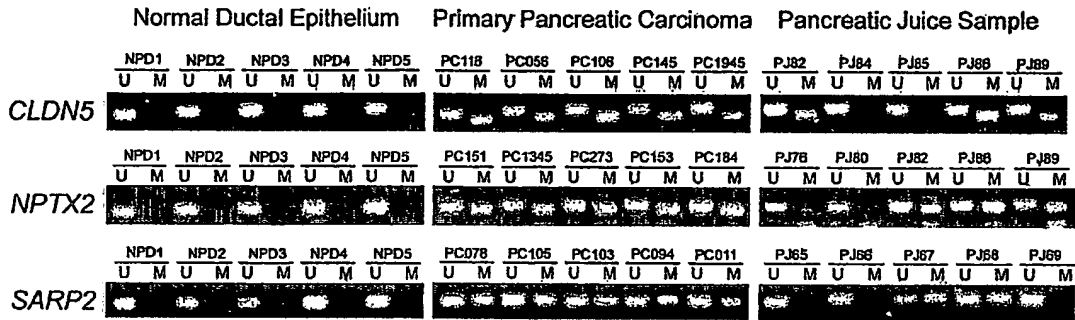 Normal Ductal Epithelium Primary Pancreatic Carcinoma Pancreatic Juice Sample
NPD1 NPD2 NPD3 NPD4 NPD5 PC118 PC056 PC106 PC145 PC1945 PJ82 PJ84 PJ85 PJ88 PJ89
U M U M U M U M U M U M U M U M U M U M U M U M U M U M U M
CLDN5
NPD1 NPD2 NPD3 NPD4 NPD5 PC151 PC1345 PC273 PC153 PC184 PJ76 PJ80 PJ82 PJ88 PJ89
U M U M U M U M U M U M U M U M U M U M U M U M U M U M U M
NPTX2
NPD1 NPD2 NPD3 NPD4 NPD5 PC078 PC105 PC103 PC094 PC011 PJ65 PJ66 PJ67 PJ68 PJ69
U M U M U M U M U M U M U M U M U M U M U M U M U M U M U M
SARP2